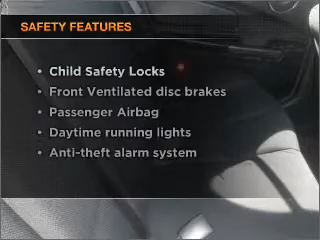 SAFETY FEATURES
• Child Safety Locks
• Front Ventilated disc brakes
• Passenger Airbag
• Daytime running lights
• Anti-theft alarm system